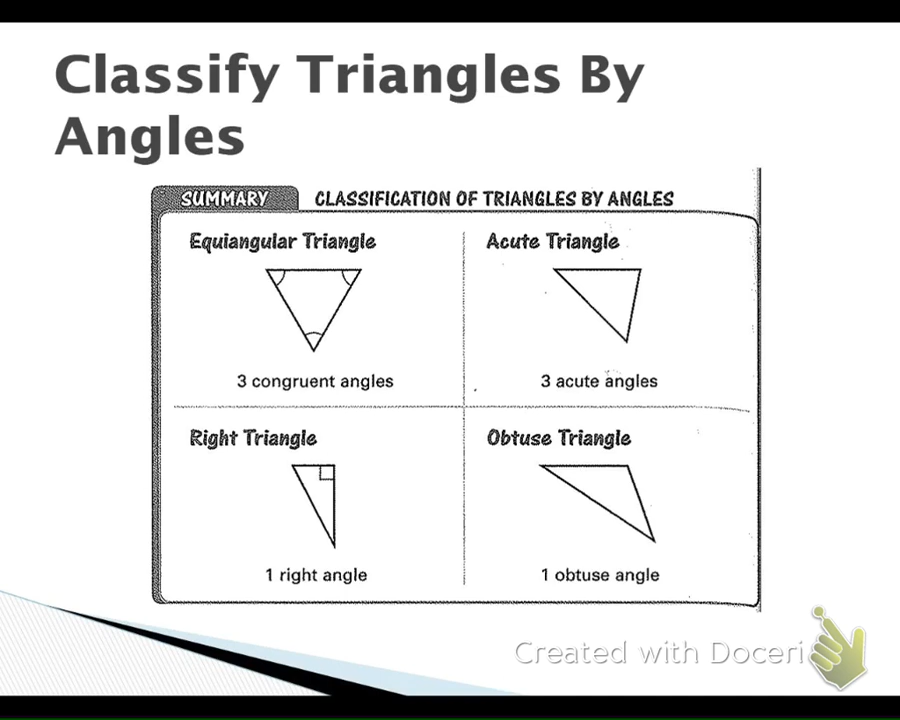 Classify Triangles By
Angles
SUMMARY CLASSIFICATION OF TRIANGLES BY ANGLES
Equiangular Triangle
3 congruent angles
Acute Triangle
3 acute angles
Right Triangle
1 right angle
Obtuse Triangle
1 obtuse angle
Created with Doceri